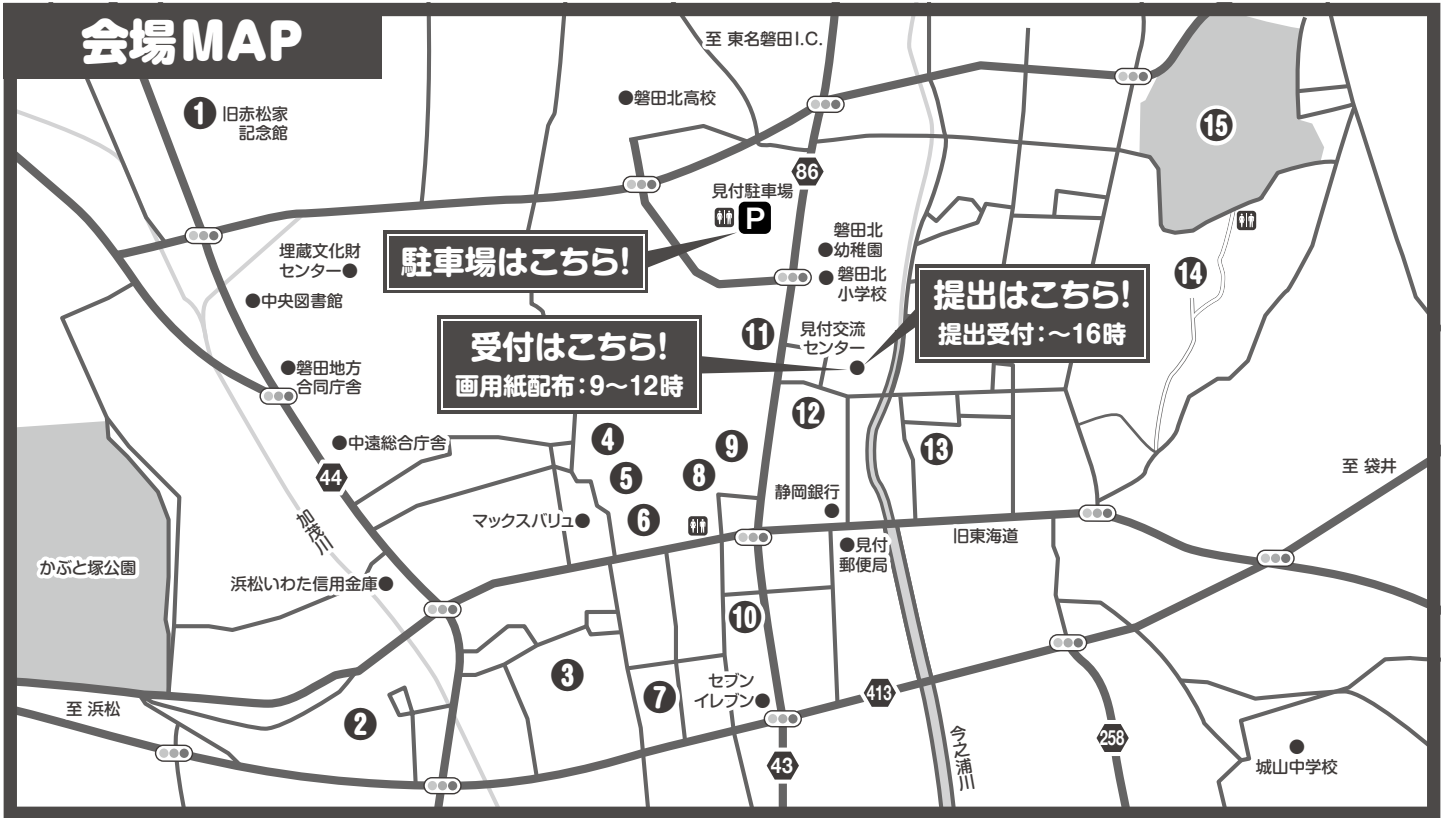 会場MAP
至 東名磐田I.C.
1
旧赤松家
記念館
磐田北高校
15
86
見付駐車場
P
駐車場はこちら!
磐田北
幼稚園
磐田北
小学校
埋蔵文化財
センター
中央図書館
提出はこちら!
提出受付:〜16時
14
受付はこちら!
画用紙配布:9〜12時
11
見付交流
センター
磐田地方
合同庁舎
12
4
9
13
中遠総合庁舎
44
5
8
至 袋井
静岡銀行
マックスバリュ
6
加茂川
旧東海道
見付
郵便局
かぶと塚公園
浜松いわた信用金庫
10
3
7
セブン
イレブン
413
至 浜松
2
258
43
今之浦川
城山中学校